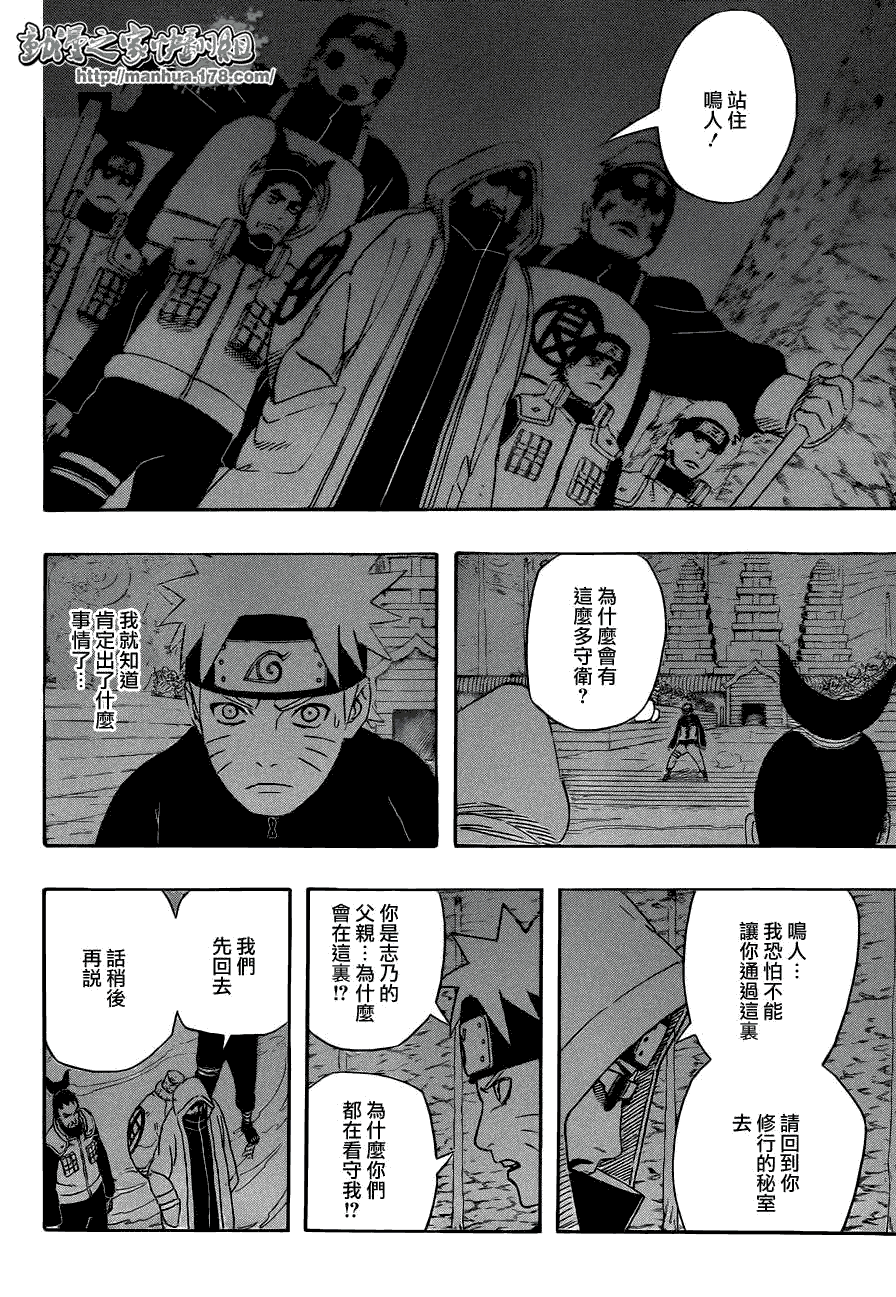 動漫之家快翻組
http://manhua.178.com/
站住
鳴人！
為什麼會有
這麼多守衛?
我就知道
肯定出了什麼
事情了…
鳴人…
我恐怕不能
讓你通過這裏
請回到你
修行的秘室
去
你是志乃的
父親…為什麼
會在這裏!?
為什麼你們
都在看守我!?
我們
先回去
話稍後
再説